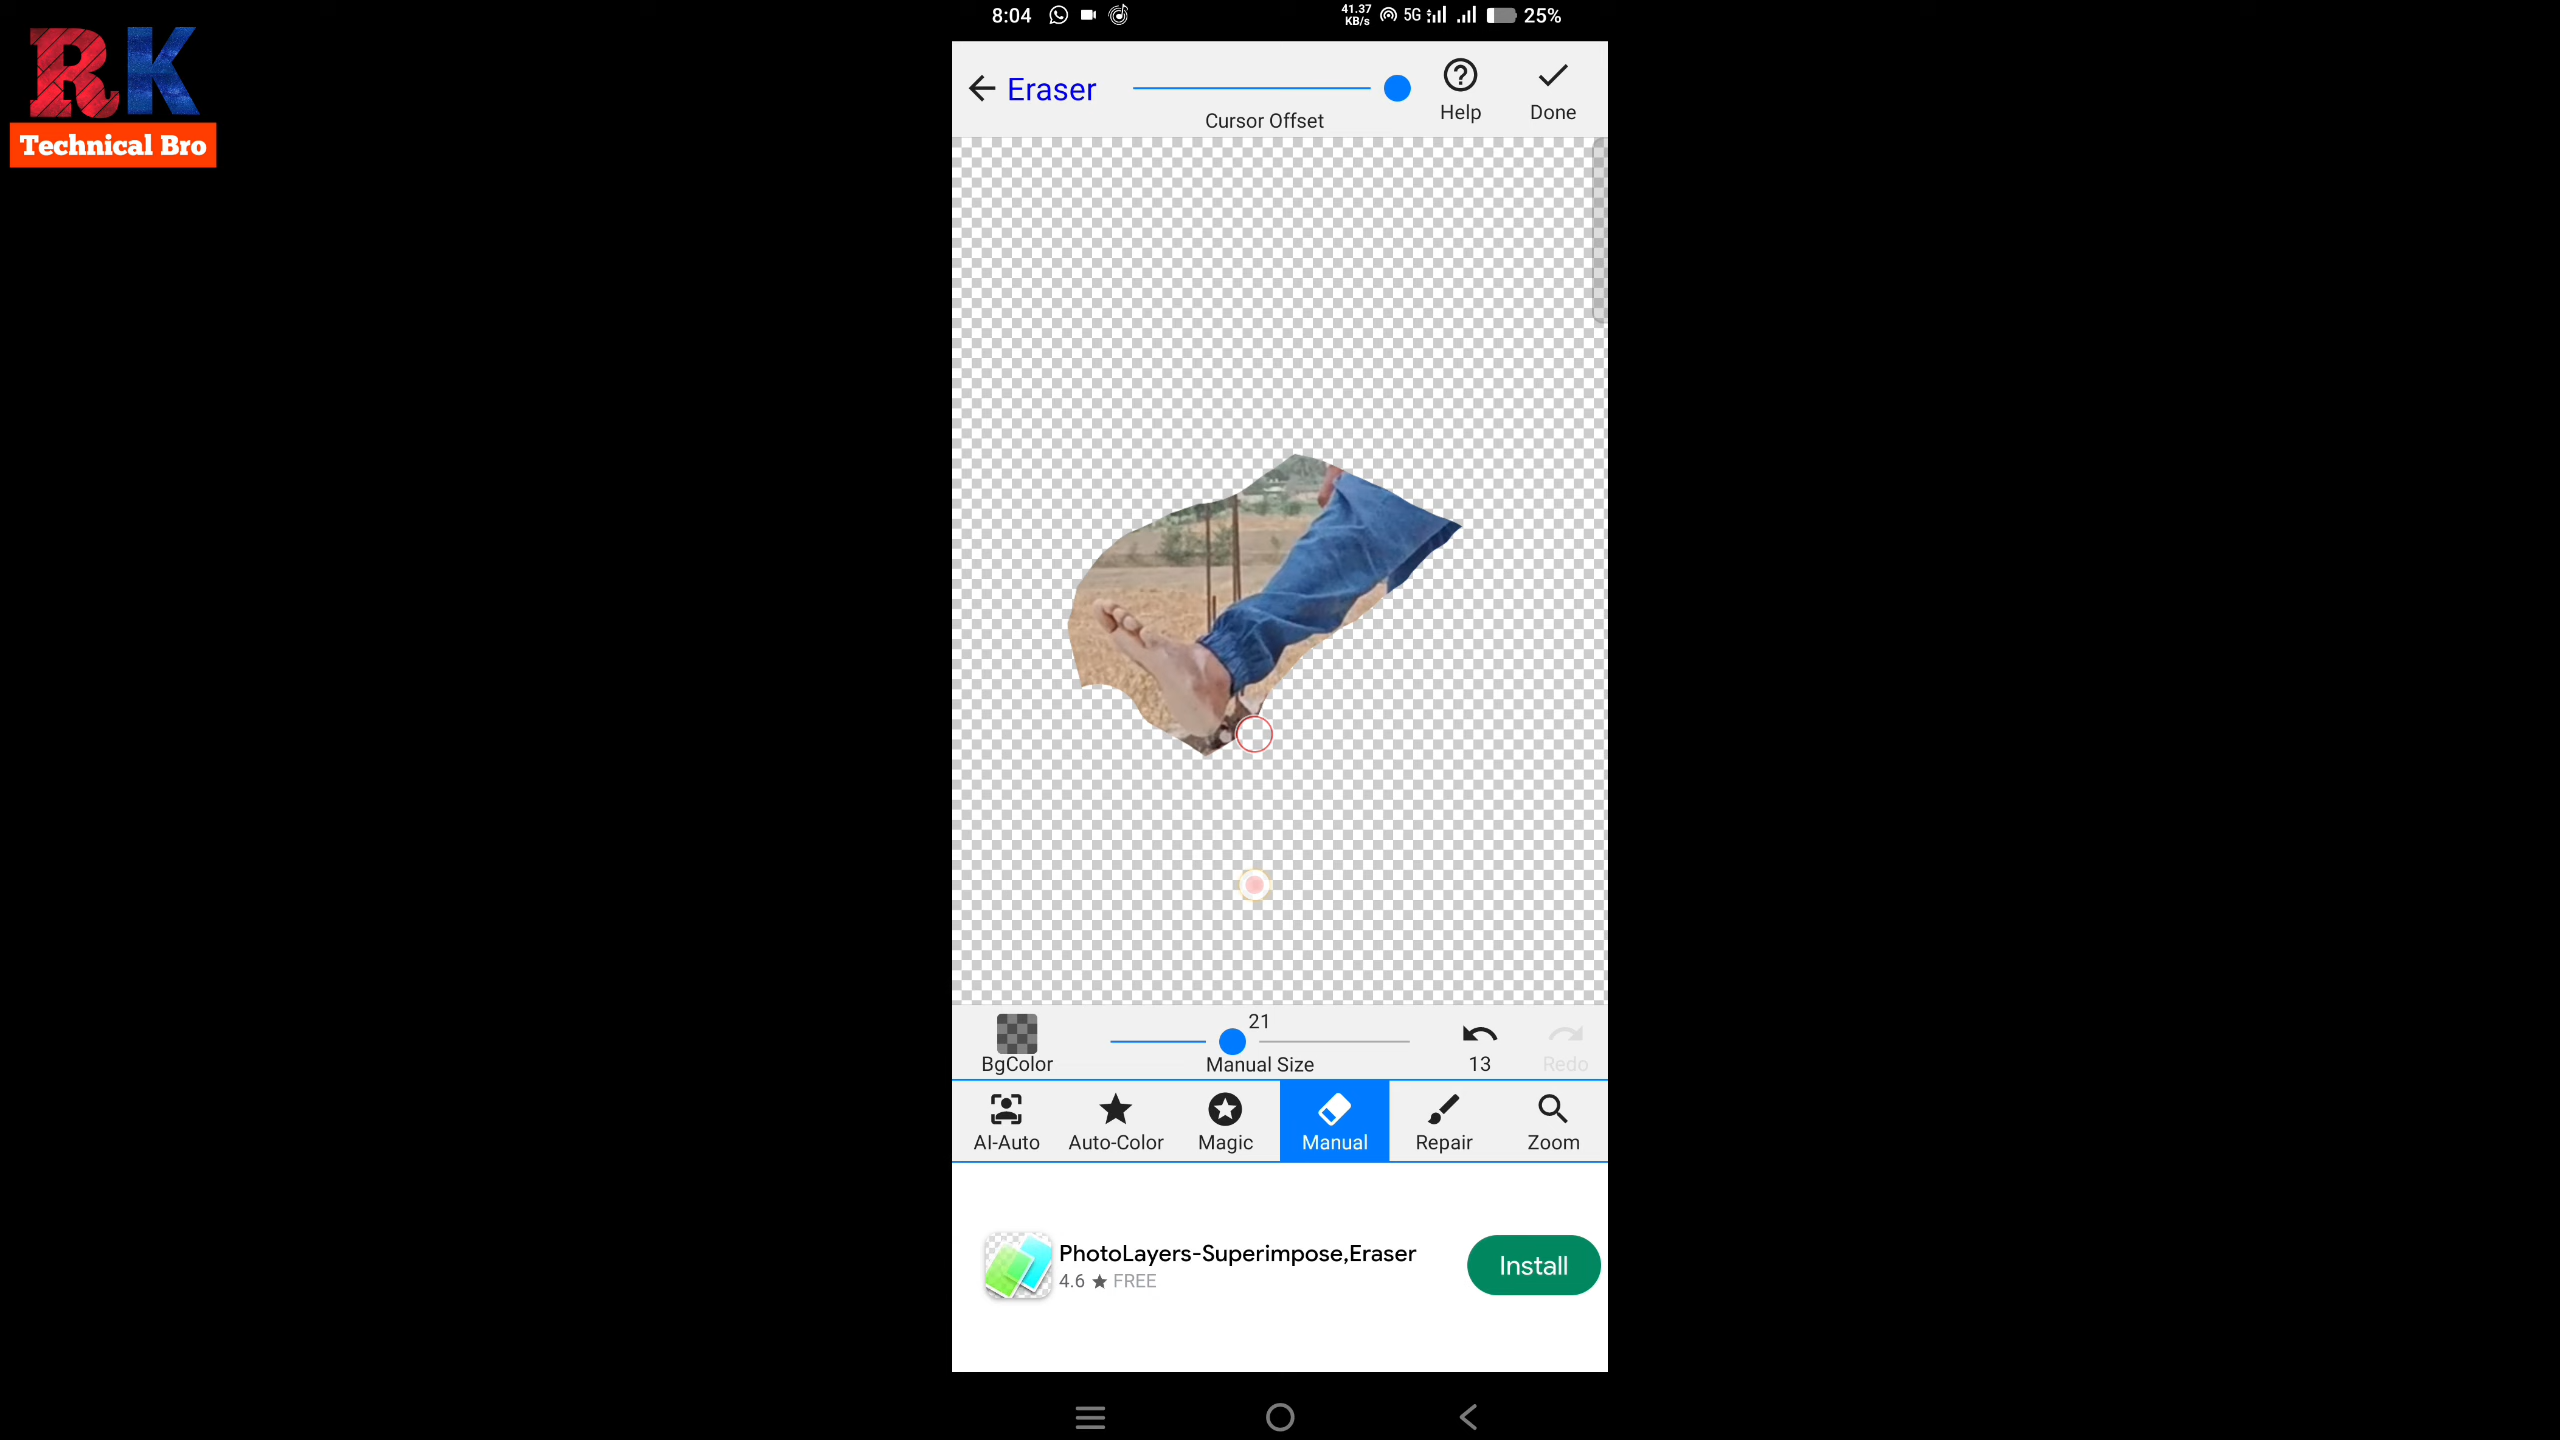 8:04 41.37 KB/s 5G 25%
RK
Technical Bro
Eraser
Cursor Offset
Help
Done
21
BgColor
Manual Size
13
Redo
AI-Auto
Auto-Color
Magic
Manual
Repair
Zoom
PhotoLayers-Superimpose,Eraser
4.6 ★ FREE
Install